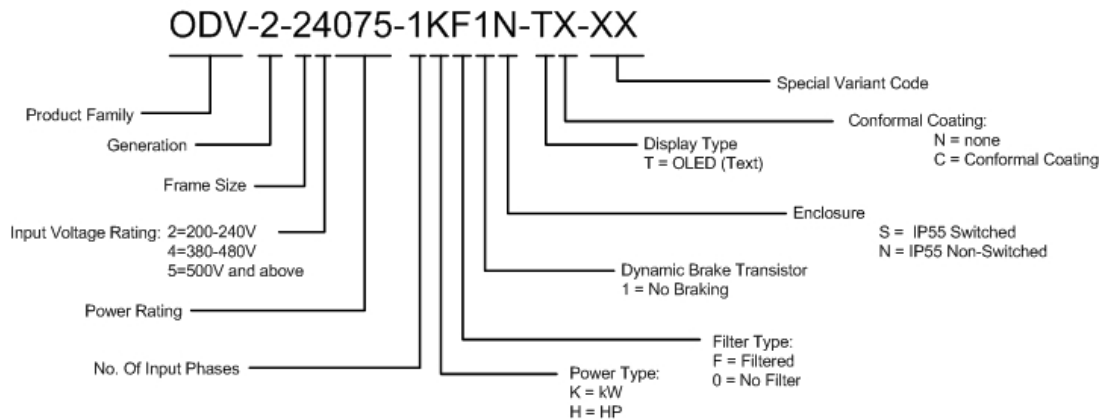 ODV-2-24075-1KF1N-TX-XX
Special Variant Code
Product Family
Conformal Coating:
N = none
C = Conformal Coating
Generation
Display Type
T = OLED (Text)
Frame Size
Enclosure
S = IP55 Switched
N = IP55 Non-Switched
Input Voltage Rating: 2=200-240V
4=380-480V
5=500V and above
Dynamic Brake Transistor
1 = No Braking
Power Rating
Filter Type:
F = Filtered
0 = No Filter
No. Of Input Phases
Power Type:
K = kW
H = HP